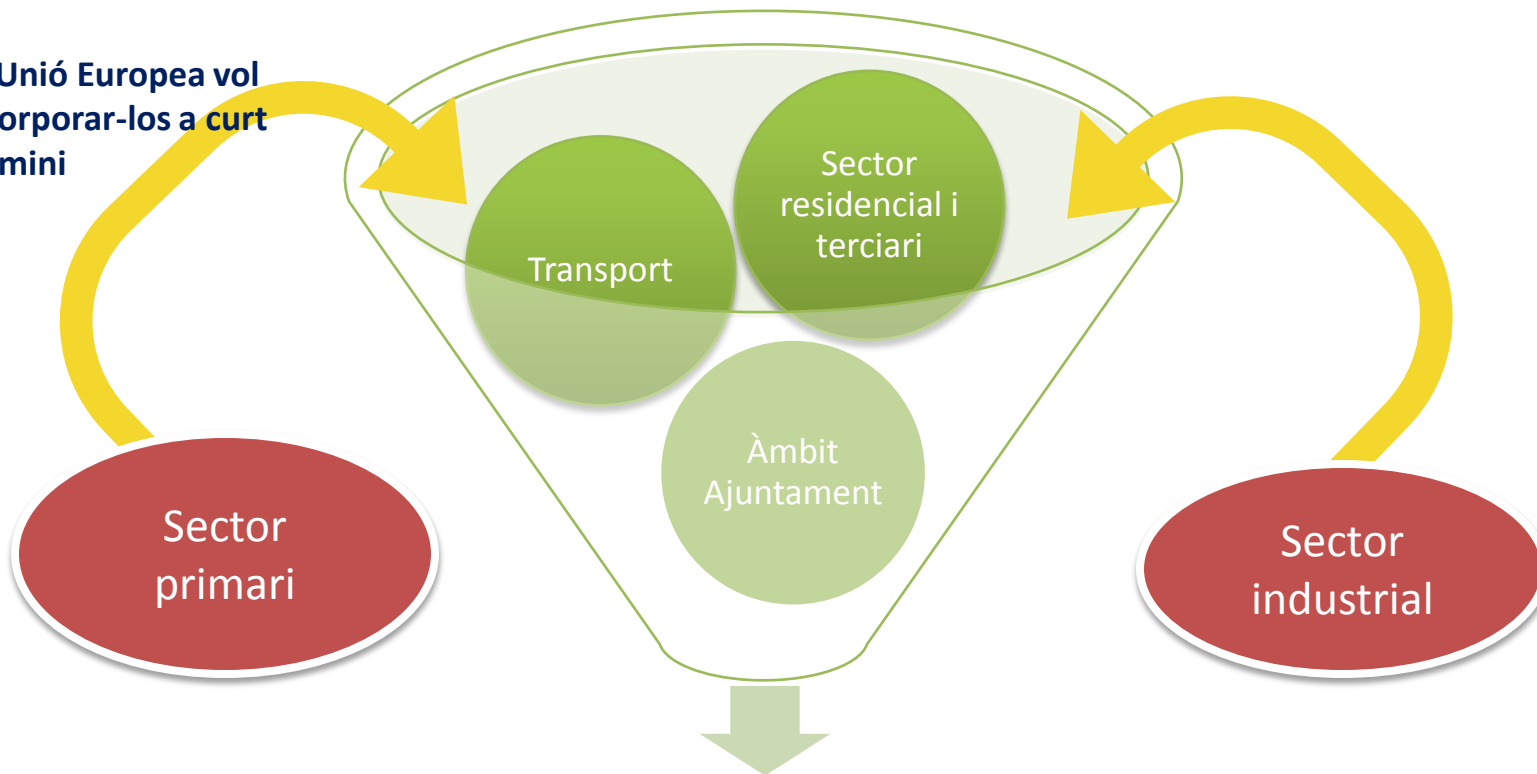 Unió Europea vol
orporar-los a curt
mini
Sector
residencial i
terciari
Transport
Àmbit
Ajuntament
Sector
primari
Sector
industrial